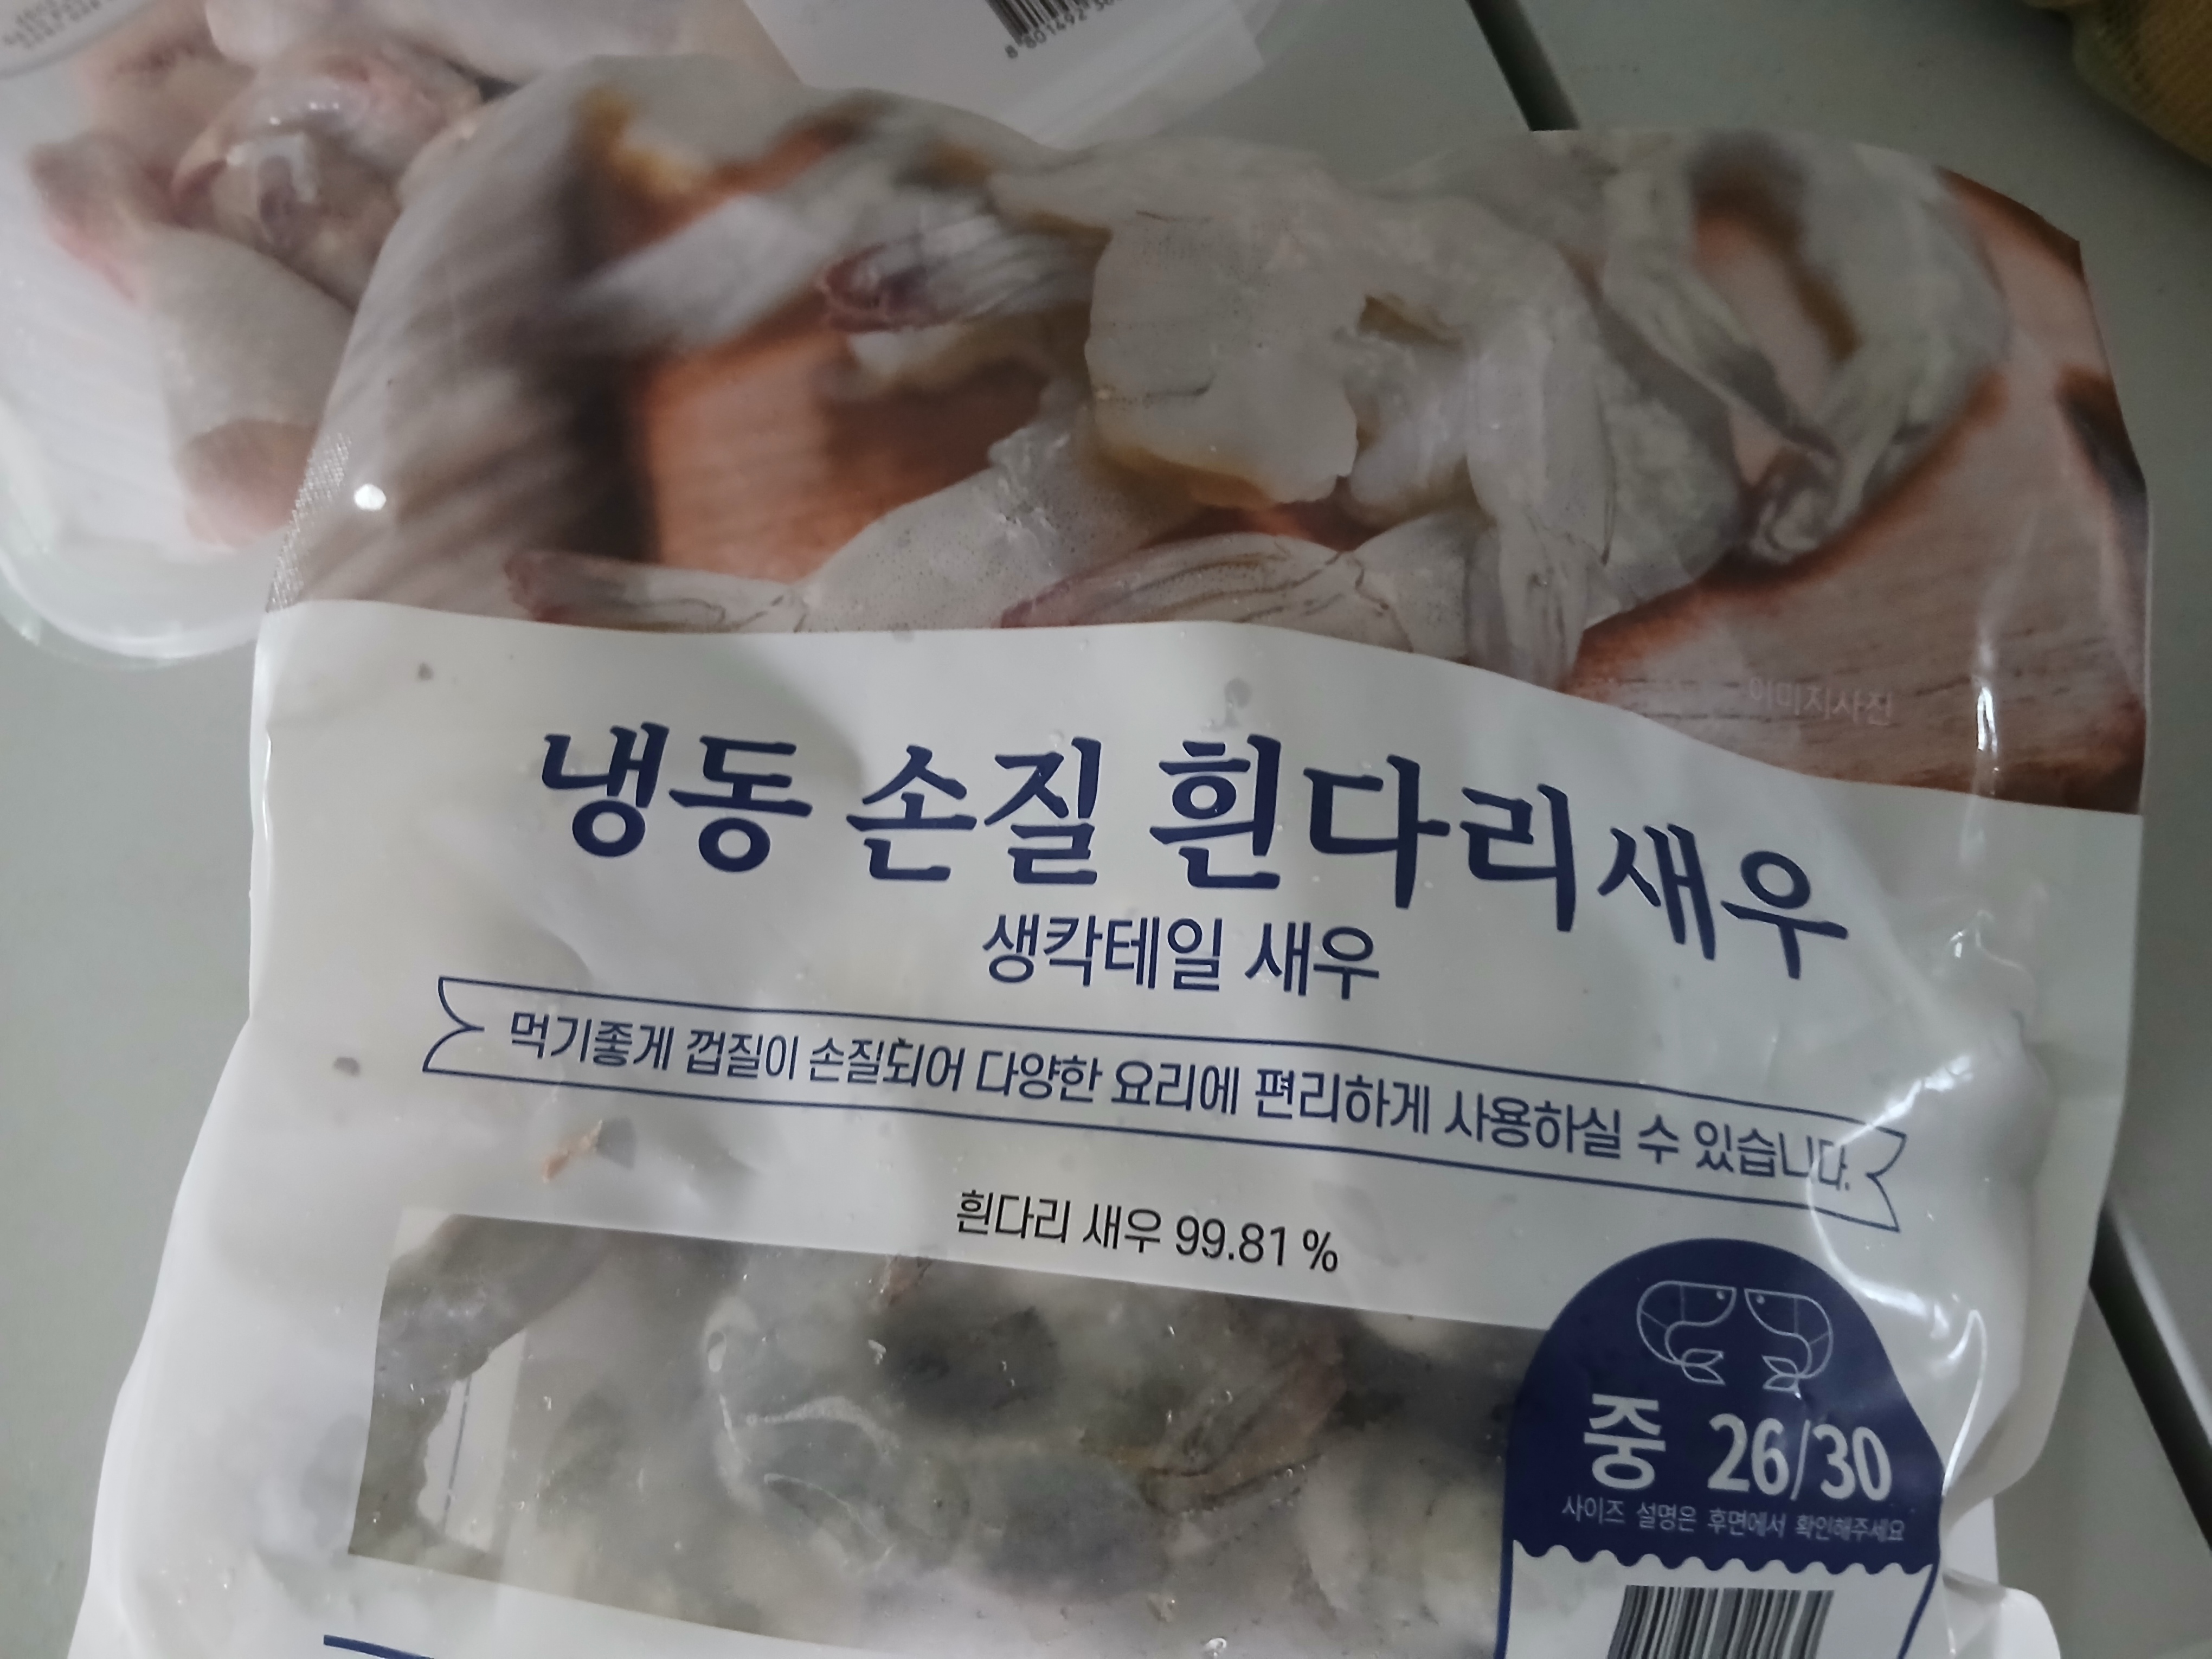 8 801492 36
이미지사진
냉동 손질 흰다리새우
생칵테일 새우
먹기좋게 껍질이 손질되어 다양한 요리에 편리하게 사용하실 수 있습니다.
흰다리 새우 99.81 %
중 26/30
사이즈 설명은 후면에서 확인해주세요